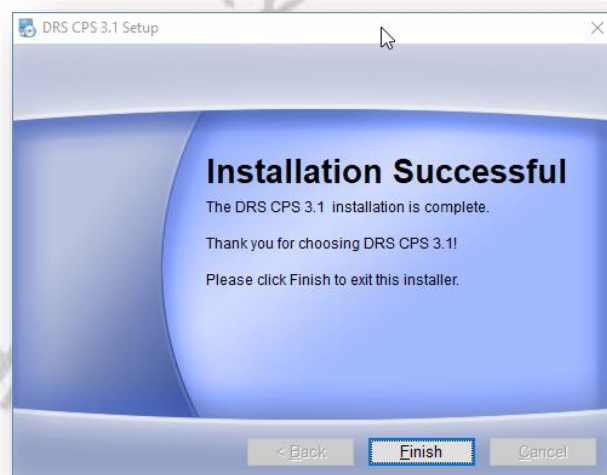 DRS CPS 3.1 Setup
Installation Successful
The DRS CPS 3.1 installation is complete.
Thank you for choosing DRS CPS 3.1!
Please click Finish to exit this installer.
< Back Finish Cancel